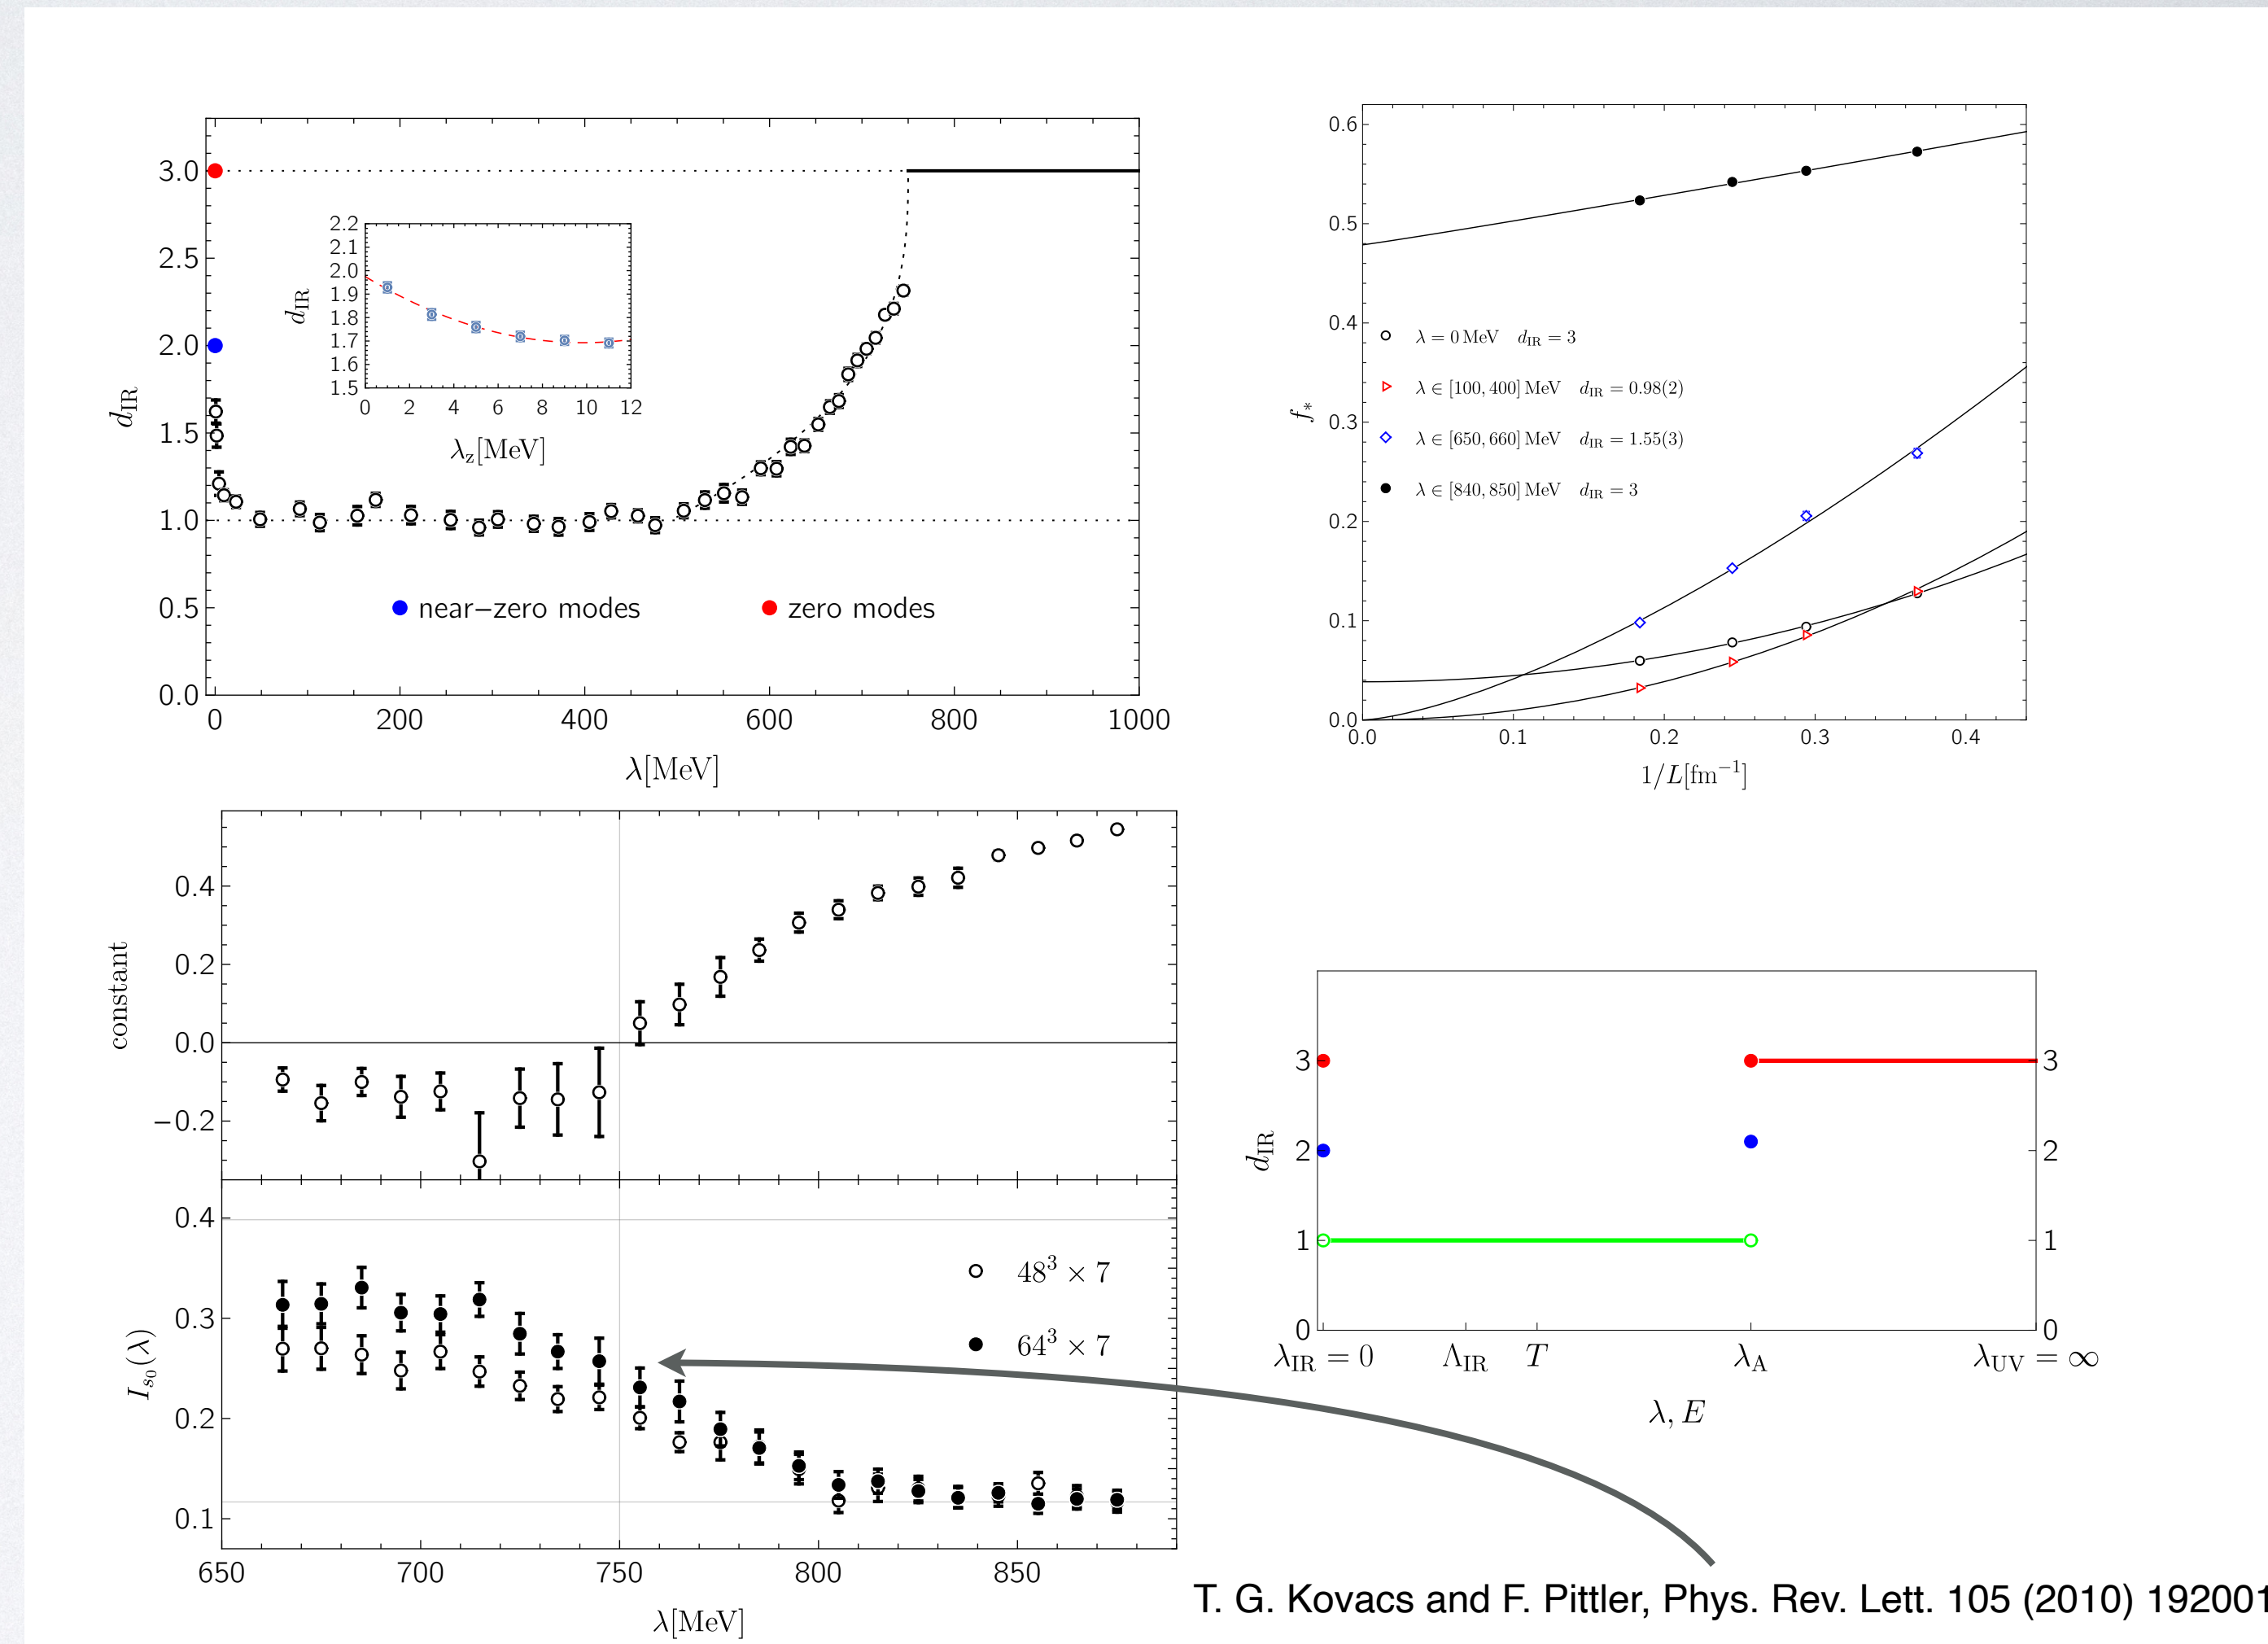 3.0
2.5
2.0
1.5
1.0
0.5
0.0
d_IR
2.2
2.1
2.0
1.9
1.8
1.7
1.6
1.5
d_IR
0 2 4 6 8 10 12
λ_z[MeV]
near−zero modes
zero modes
0 200 400 600 800 1000
λ[MeV]
0.6
0.5
0.4
0.3
0.2
0.1
0.0
f_*
λ = 0 MeV d_IR = 3
λ ∈ [100, 400] MeV d_IR = 0.98(2)
λ ∈ [650, 660] MeV d_IR = 1.55(3)
λ ∈ [840, 850] MeV d_IR = 3
0.0 0.1 0.2 0.3 0.4
1/L[fm⁻¹]
0.4
0.2
0.0
−0.2
constant
0.4
0.3
0.2
0.1
I_{s₀}(λ)
48³ × 7
64³ × 7
650 700 750 800 850
λ[MeV]
3 3
2 2
1 1
0 0
d_IR
λ_IR = 0 Λ_IR T λ_A λ_UV = ∞
λ, E
T. G. Kovacs and F. Pittler, Phys. Rev. Lett. 105 (2010) 192001